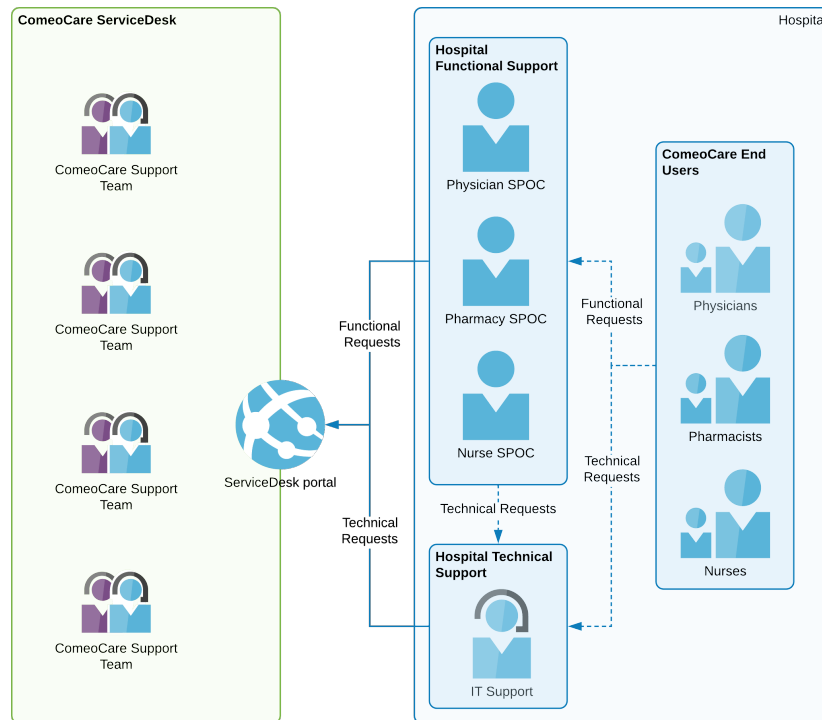 ComeoCare ServiceDesk
ComeoCare Support
Team
ComeoCare Support
Team
ComeoCare Support
Team
ComeoCare Support
Team
ServiceDesk portal
Functional
Requests
Technical
Requests
Hospita
Hospital
Functional Support
Physician SPOC
Pharmacy SPOC
Nurse SPOC
Technical Requests
Hospital Technical
Support
IT Support
Functional
Requests
Technical
Requests
ComeoCare End
Users
Physicians
Pharmacists
Nurses